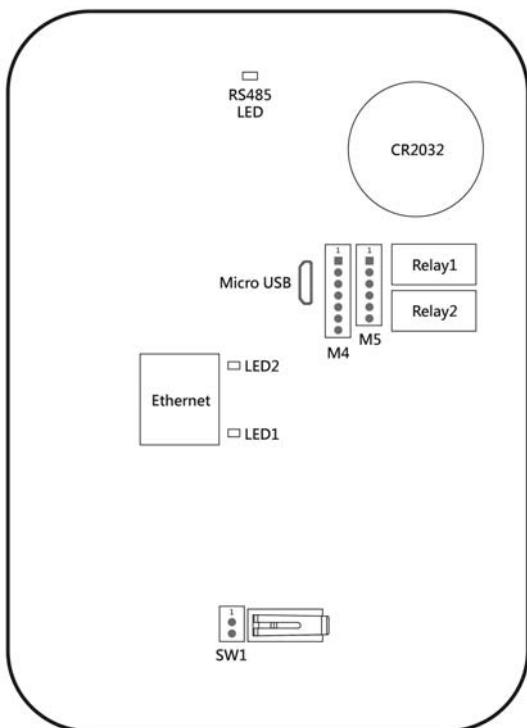 RS485
LED
CR2032
1
1
Relay1
Micro USB
Relay2
M4
M5
LED2
Ethernet
LED1
1
SW1